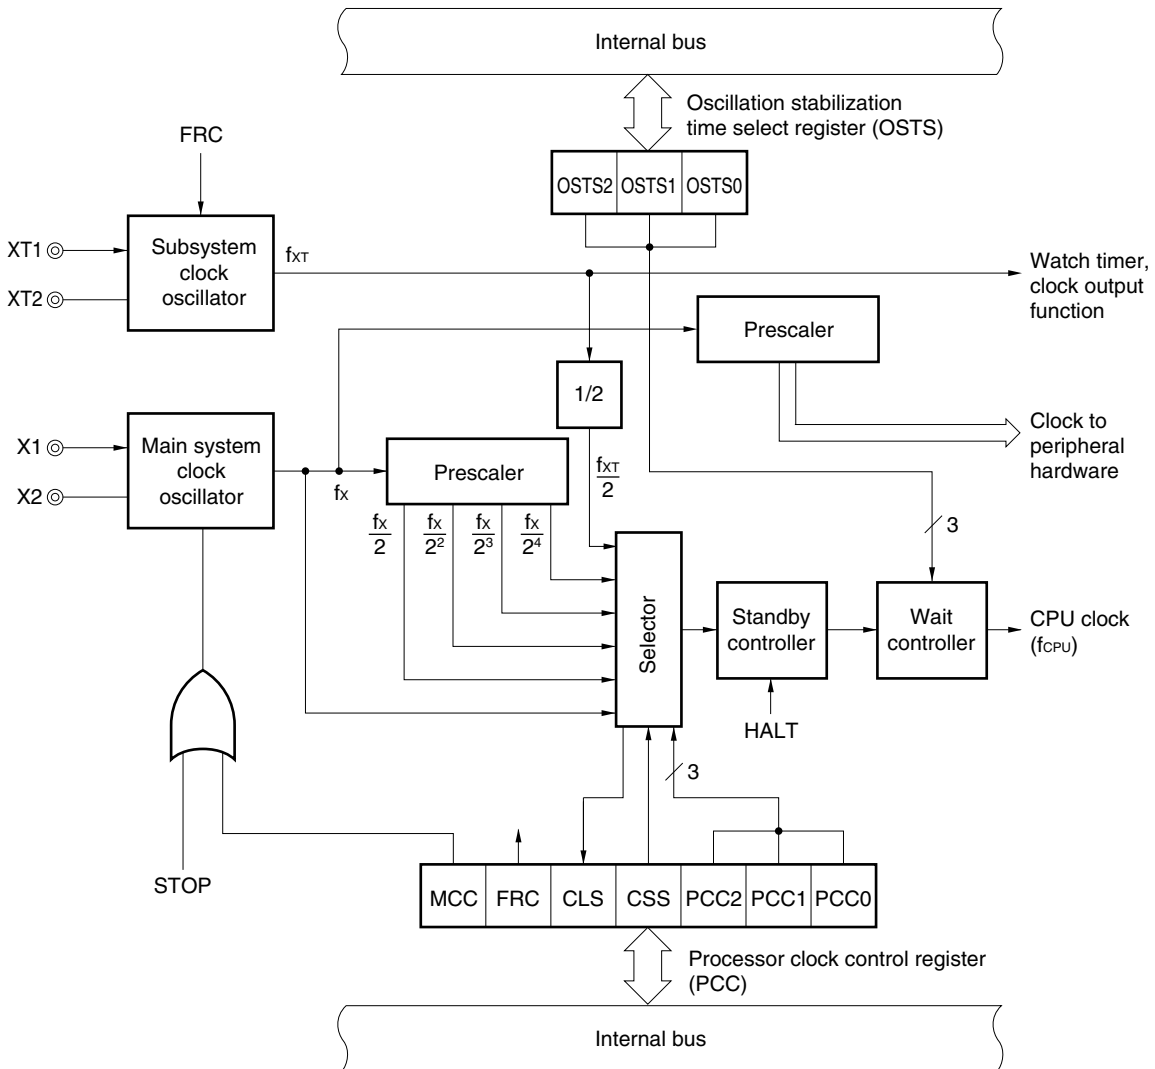 Internal bus
Oscillation stabilization
time select register (OSTS)
FRC
OSTS2 OSTS1 OSTS0
XT1
XT2
Subsystem
clock
oscillator
fXT
Watch timer,
clock output
function
Prescaler
1/2
X1
X2
Main system
clock
oscillator
fX
Prescaler
fXT/2
Clock to
peripheral
hardware
fX/2 fX/2² fX/2³ fX/2⁴
3
Selector
Standby
controller
Wait
controller
CPU clock
(fCPU)
HALT
3
STOP
MCC FRC CLS CSS PCC2 PCC1 PCC0
Processor clock control register
(PCC)
Internal bus